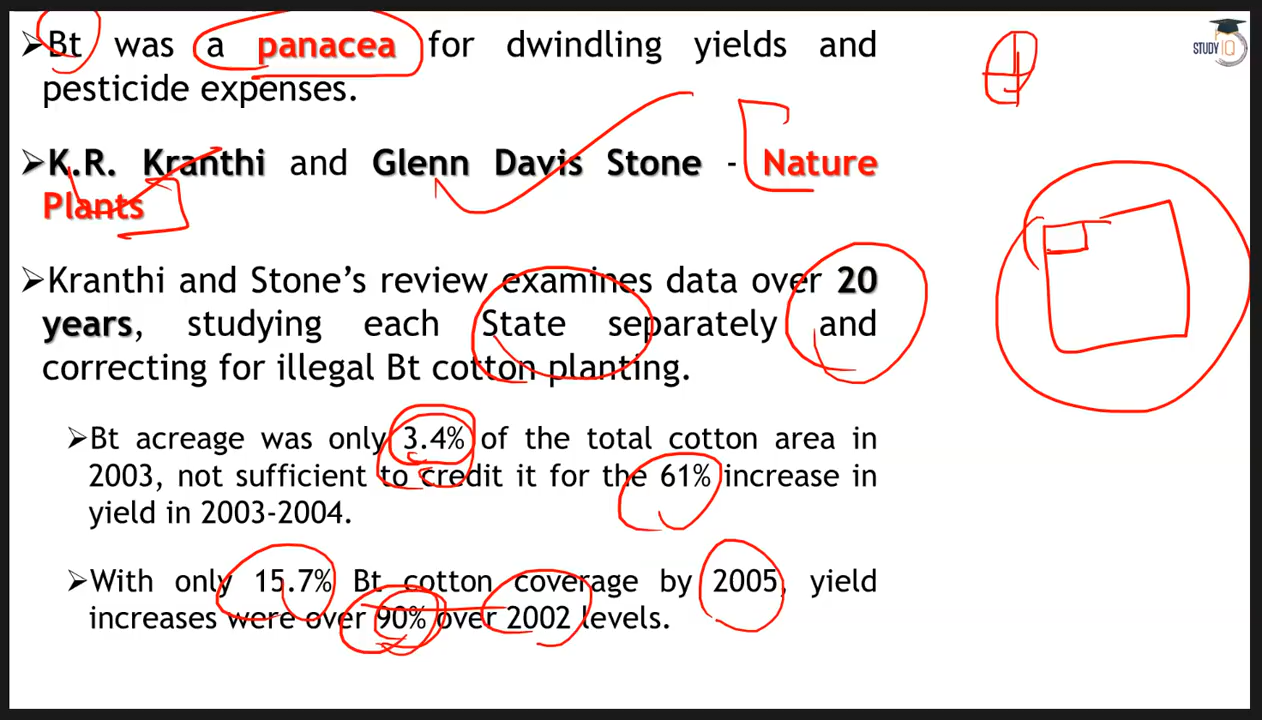 ➢Bt was a panacea for dwindling yields and
pesticide expenses.
➢K.R. Kranthi and Glenn Davis Stone - Nature
Plants
➢Kranthi and Stone’s review examines data over 20
years, studying each State separately and
correcting for illegal Bt cotton planting.
➢Bt acreage was only 3.4% of the total cotton area in
2003, not sufficient to credit it for the 61% increase in
yield in 2003-2004.
➢With only 15.7% Bt cotton coverage by 2005, yield
increases were over 90% over 2002 levels.
STUDY IQ